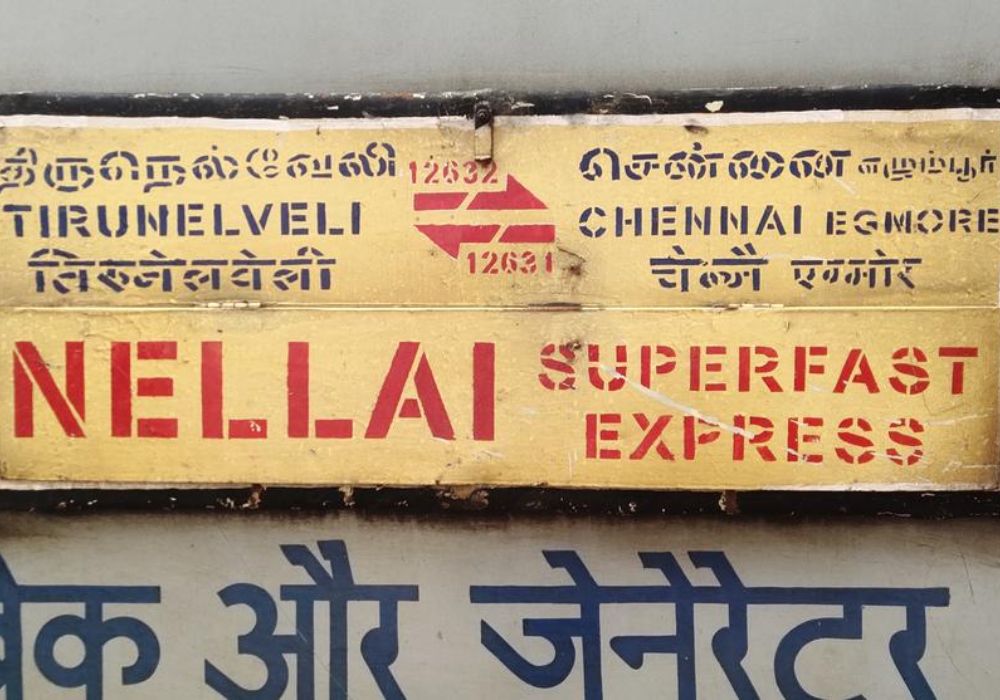 திருநெல்வேலி 12632 சென்னை எழும்பூர்
TIRUNELVELI CHENNAI EGMORE
तिरुनेलवेली 12631 चेन्नै एग्मोर
NELLAI SUPERFAST
EXPRESS
और जेनेरैटर